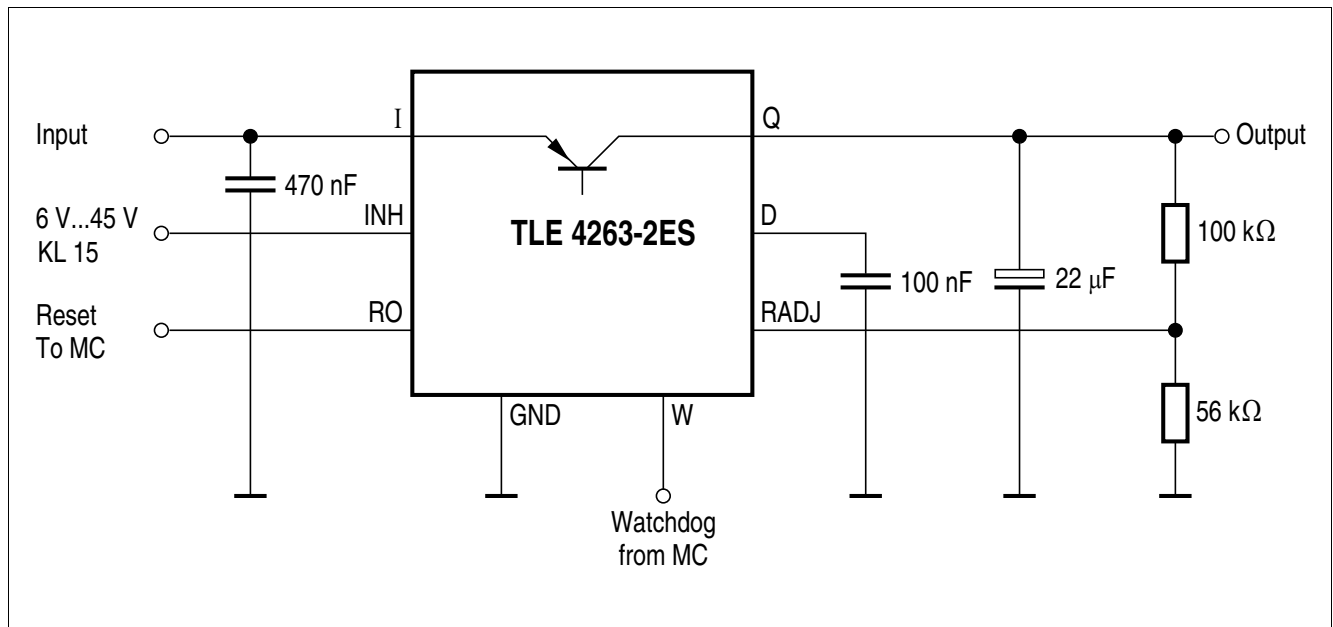 Input
I
Q
Output
470 nF
6 V...45 V
KL 15
INH
TLE 4263-2ES
D
100 kΩ
100 nF
22 μF
Reset
To MC
RO
RADJ
GND
W
56 kΩ
Watchdog
from MC